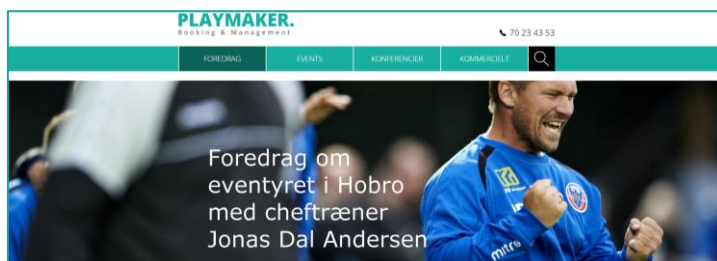 PLAYMAKER.
Booking & Management
70 23 43 53
FOREDRAG EVENTS KONFERENCIER KOMMERCIELT
Foredrag om
eventyret i Hobro
med cheftræner
Jonas Dal Andersen
mitre